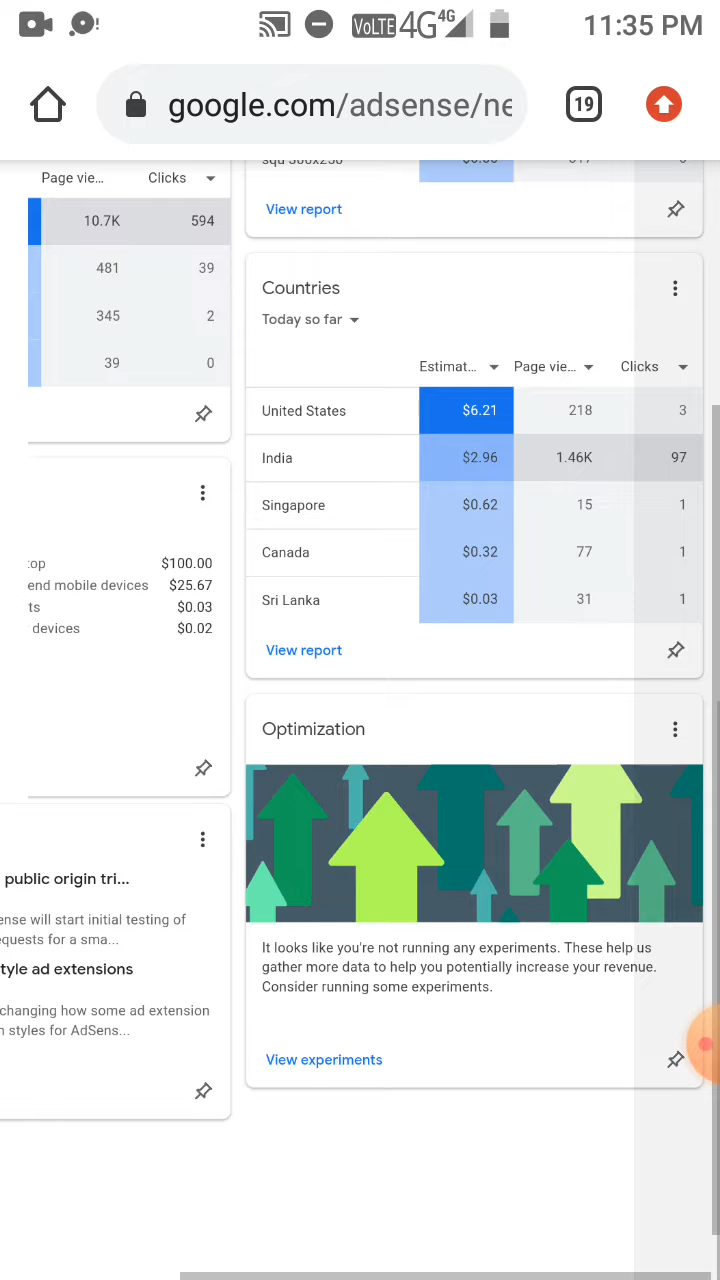 VoLTE 4G 4G 11:35 PM
google.com/adsense/ne
19
Page vie... Clicks
10.7K 594
481 39
345 2
39 0
op $100.00
end mobile devices $25.67
ts $0.03
devices $0.02
public origin tri...
ense will start initial testing of
equests for a sma...
tyle ad extensions
changing how some ad extension
n styles for AdSens...
View report
Countries
Today so far
Estimat... Page vie... Clicks
United States $6.21 218 3
India $2.96 1.46K 97
Singapore $0.62 15 1
Canada $0.32 77 1
Sri Lanka $0.03 31 1
View report
Optimization
It looks like you're not running any experiments. These help us
gather more data to help you potentially increase your revenue.
Consider running some experiments.
View experiments